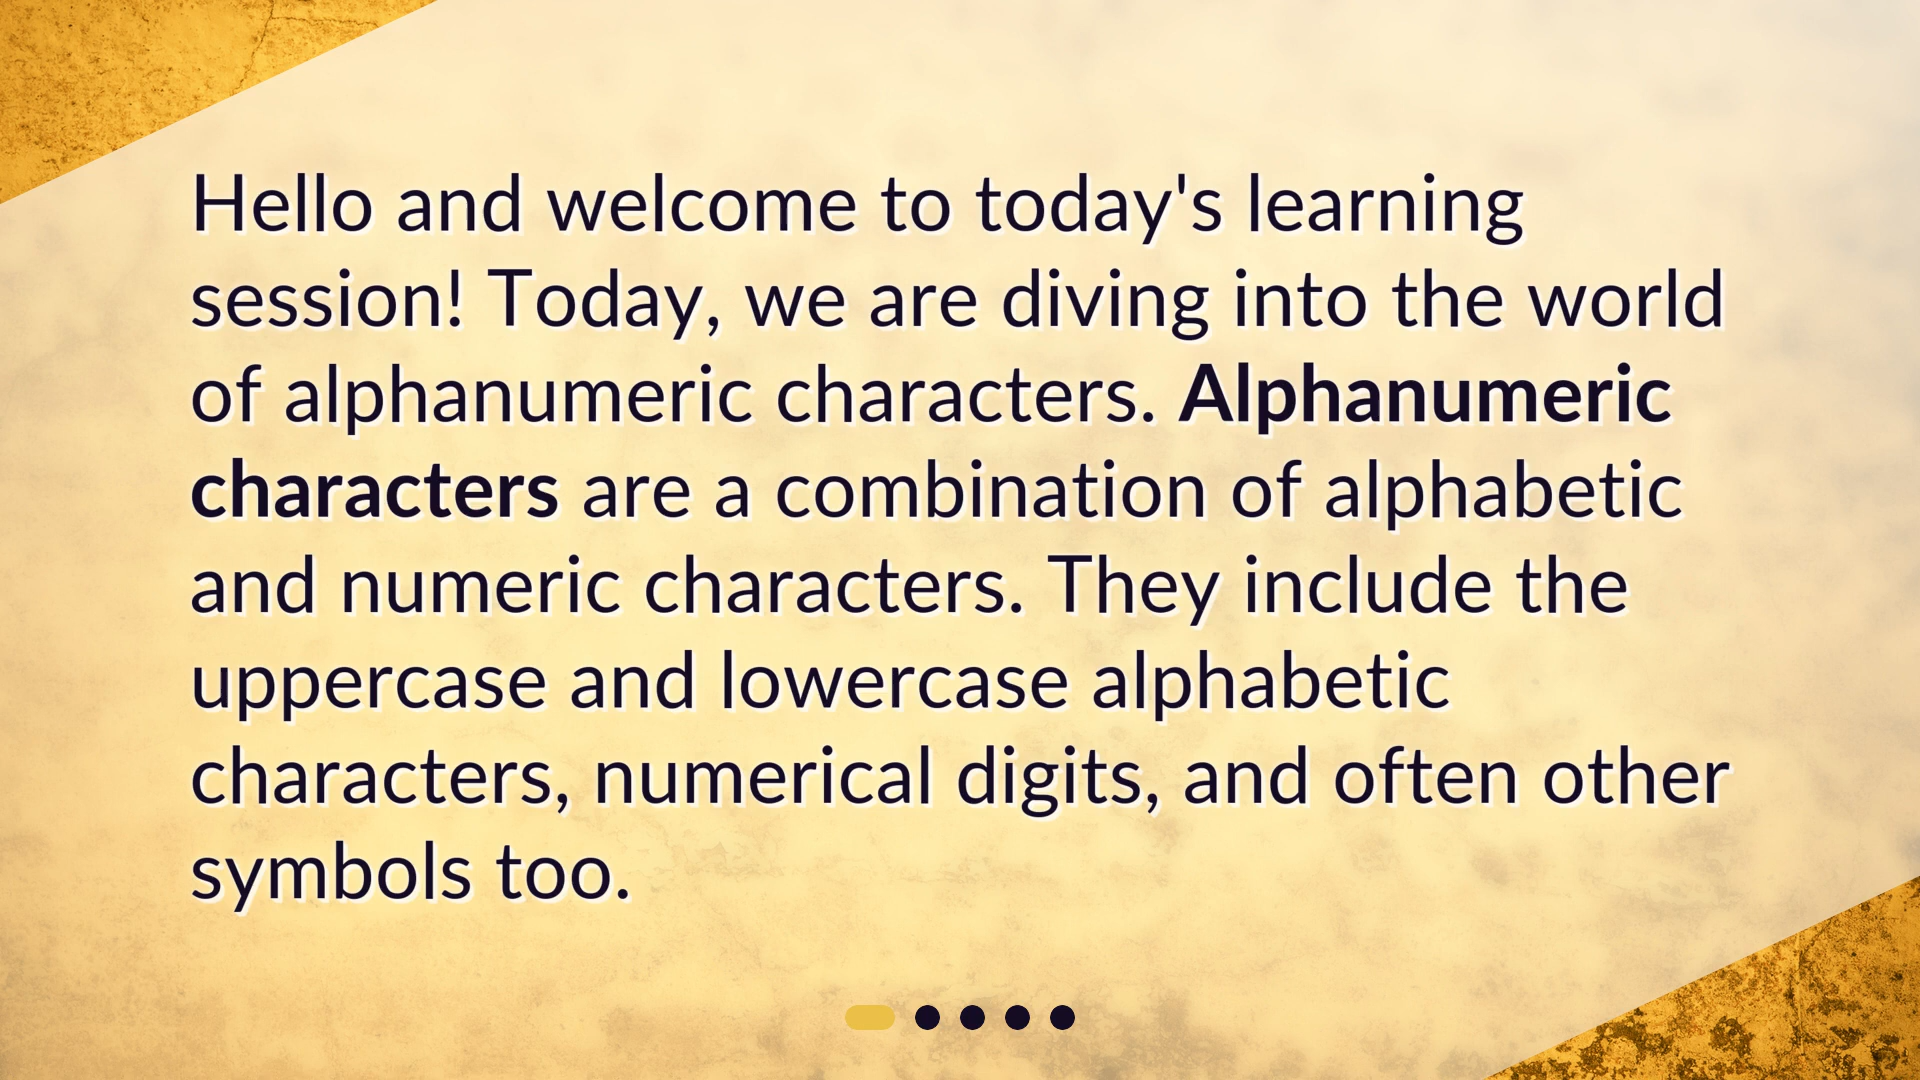 Hello and welcome to today's learning
session! Today, we are diving into the world
of alphanumeric characters. Alphanumeric
characters are a combination of alphabetic
and numeric characters. They include the
uppercase and lowercase alphabetic
characters, numerical digits, and often other
symbols too.